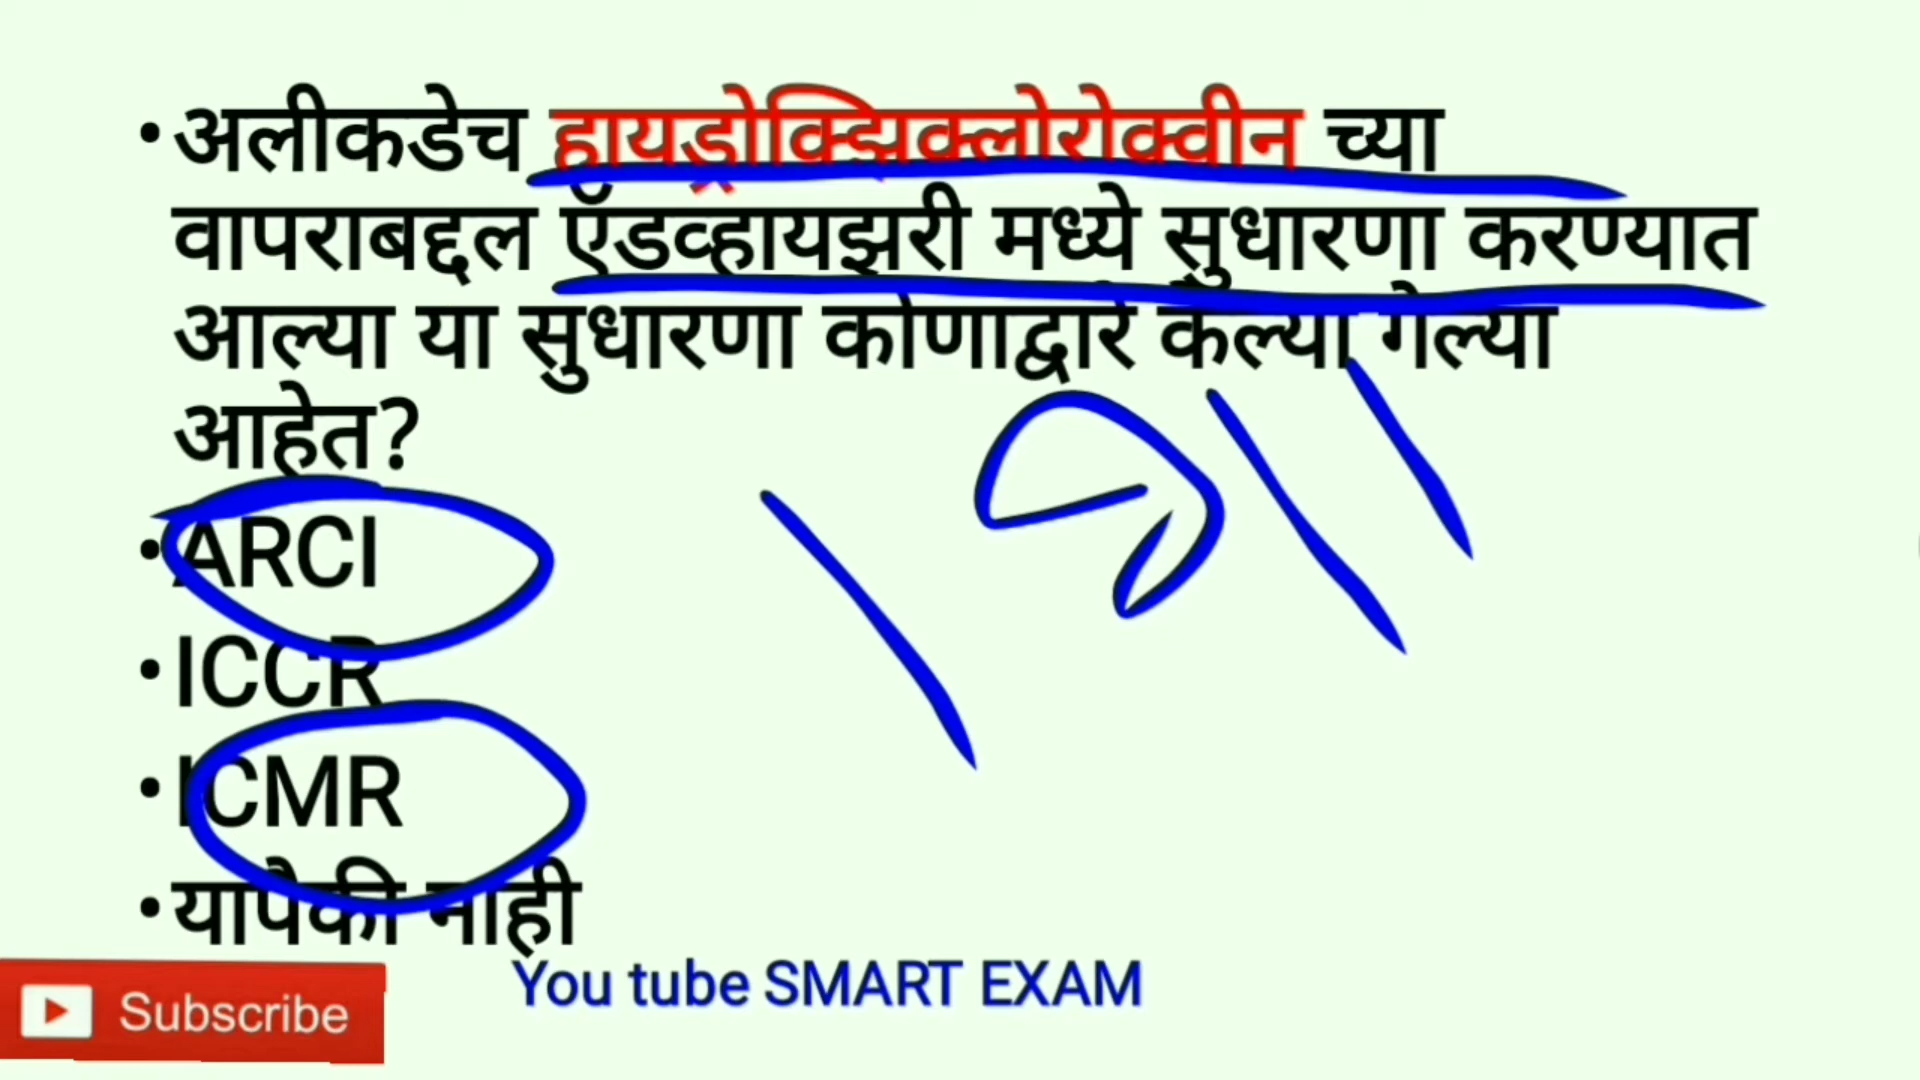 • अलीकडेच हायड्रोक्झिक्लोरोक्वीन च्या
वापराबद्दल ऍडव्हायझरी मध्ये सुधारणा करण्यात
आल्या या सुधारणा कोणाद्वारे केल्या गेल्या
आहेत?
• ARCI
• ICCR
• ICMR
• यापैकी नाही
Subscribe
You tube SMART EXAM